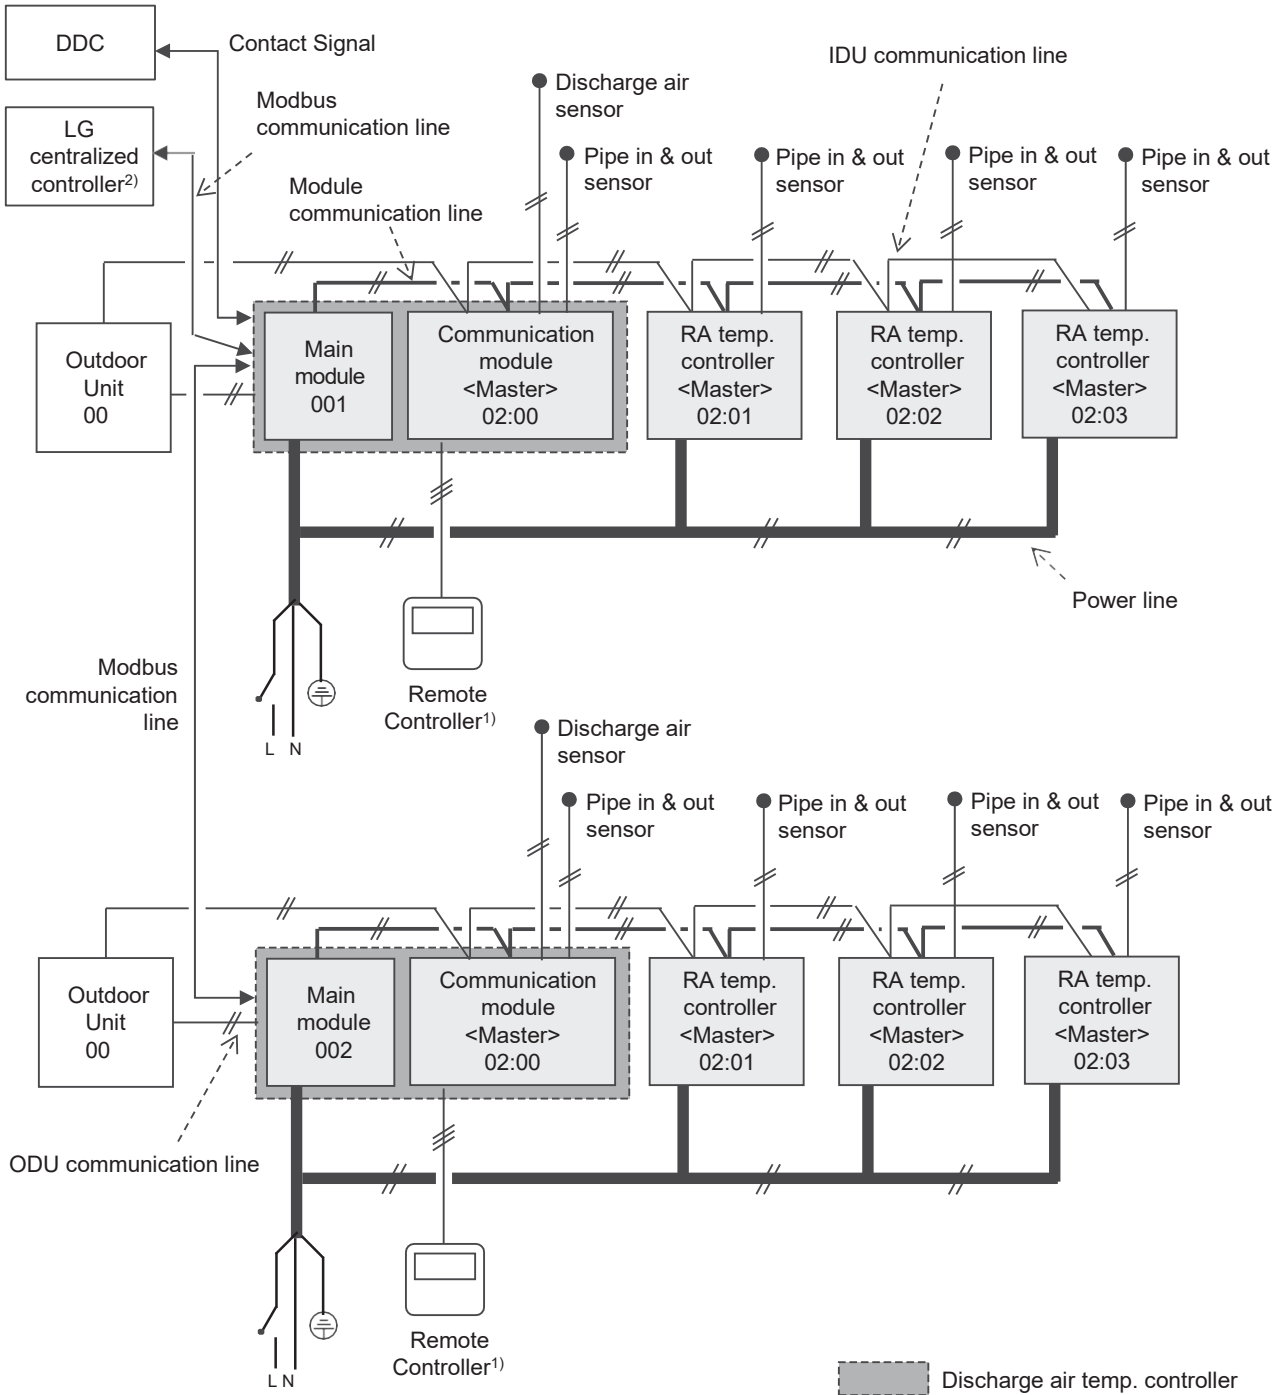 DDC
Contact Signal
IDU communication line
Discharge air
sensor
Modbus
communication line
LG
centralized
controller2)
Pipe in & out
sensor
Pipe in & out
sensor
Pipe in & out
sensor
Pipe in & out
sensor
Module
communication line
Outdoor
Unit
00
Main
module
001
Communication
module
<Master>
02:00
RA temp.
controller
<Master>
02:01
RA temp.
controller
<Master>
02:02
RA temp.
controller
<Master>
02:03
Power line
Modbus
communication
line
L N
Remote
Controller1)
Discharge air
sensor
Pipe in & out
sensor
Pipe in & out
sensor
Pipe in & out
sensor
Pipe in & out
sensor
Outdoor
Unit
00
Main
module
002
Communication
module
<Master>
02:00
RA temp.
controller
<Master>
02:01
RA temp.
controller
<Master>
02:02
RA temp.
controller
<Master>
02:03
ODU communication line
L N
Remote
Controller1)
Discharge air temp. controller